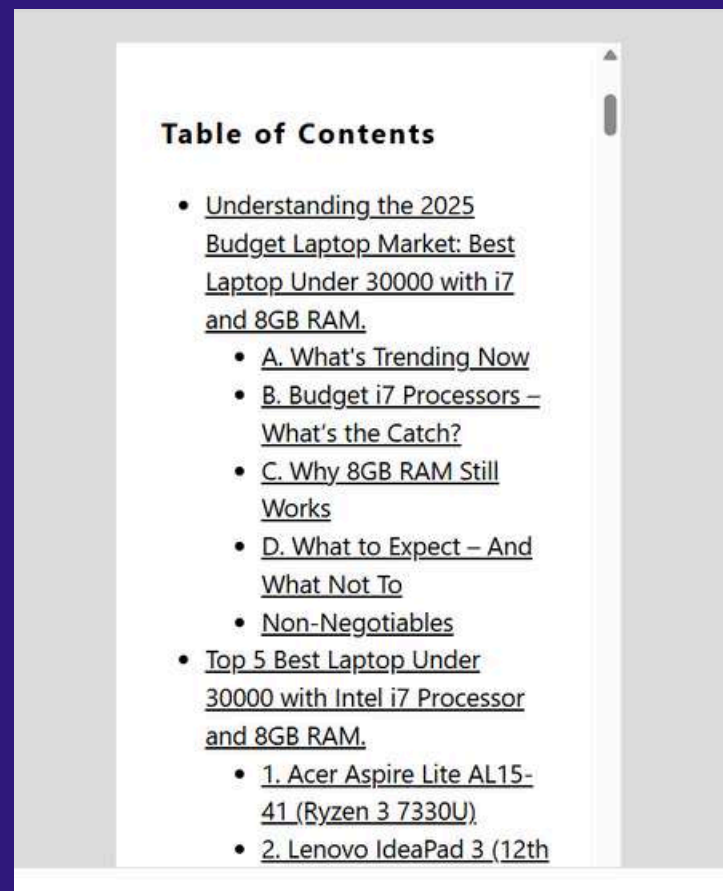 Table of Contents
• Understanding the 2025
Budget Laptop Market: Best
Laptop Under 30000 with i7
and 8GB RAM.
• A. What's Trending Now
• B. Budget i7 Processors –
What's the Catch?
• C. Why 8GB RAM Still
Works
• D. What to Expect – And
What Not To
• Non-Negotiables
• Top 5 Best Laptop Under
30000 with Intel i7 Processor
and 8GB RAM.
• 1. Acer Aspire Lite AL15-
41 (Ryzen 3 7330U)
• 2. Lenovo IdeaPad 3 (12th